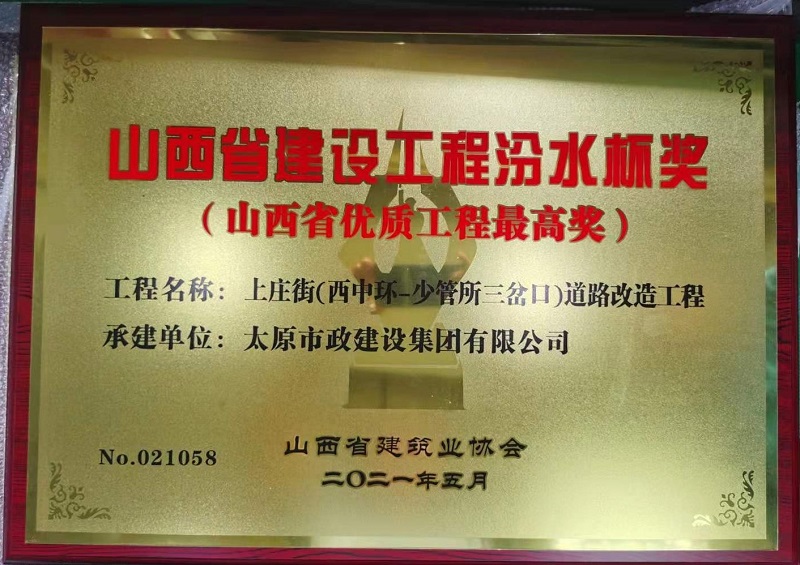 山西省建设工程汾水杯奖
（山西省优质工程最高奖）
工程名称：上庄街(西中环-少管所三岔口)道路改造工程
承建单位：太原市政建设集团有限公司
No.021058
山西省建筑业协会
二〇二一年五月